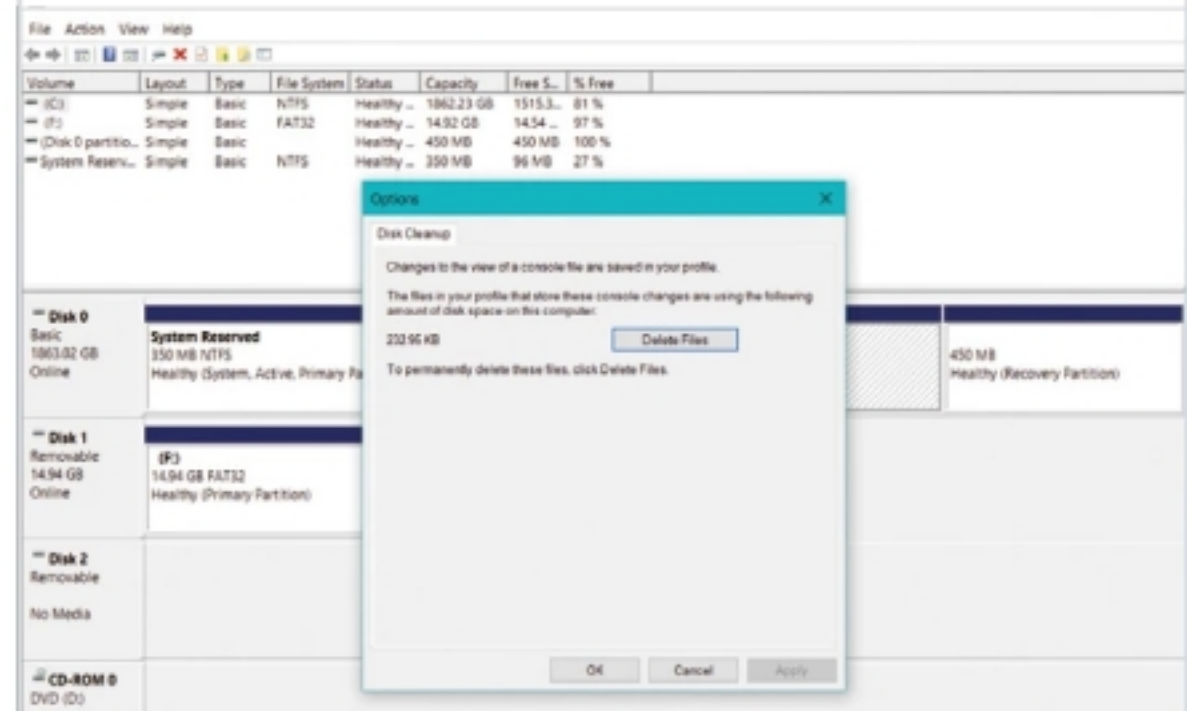 File Action View Help
Volume Layout Type File System Status Capacity Free S... % Free
(C:) Simple Basic NTFS Healthy ... 1862.23 GB 1515.3... 81 %
(F:) Simple Basic FAT32 Healthy ... 14.92 GB 14.54 ... 97 %
(Disk 0 partitio... Simple Basic Healthy ... 450 MB 450 MB 100 %
System Reserv... Simple Basic NTFS Healthy ... 350 MB 96 MB 27 %
Options
Disk Cleanup
Changes to the view of a console file are saved in your profile.
The files in your profile that store these console changes are using the following
amount of disk space on this computer:
232.95 KB Delete Files
To permanently delete these files, click Delete Files.
OK Cancel Apply
Disk 0
Basic
1863.02 GB
Online
System Reserved
350 MB NTFS
Healthy (System, Active, Primary Pa
450 MB
Healthy (Recovery Partition)
Disk 1
Removable
14.94 GB
Online
(F:)
14.94 GB FAT32
Healthy (Primary Partition)
Disk 2
Removable
No Media
CD-ROM 0
DVD (D:)